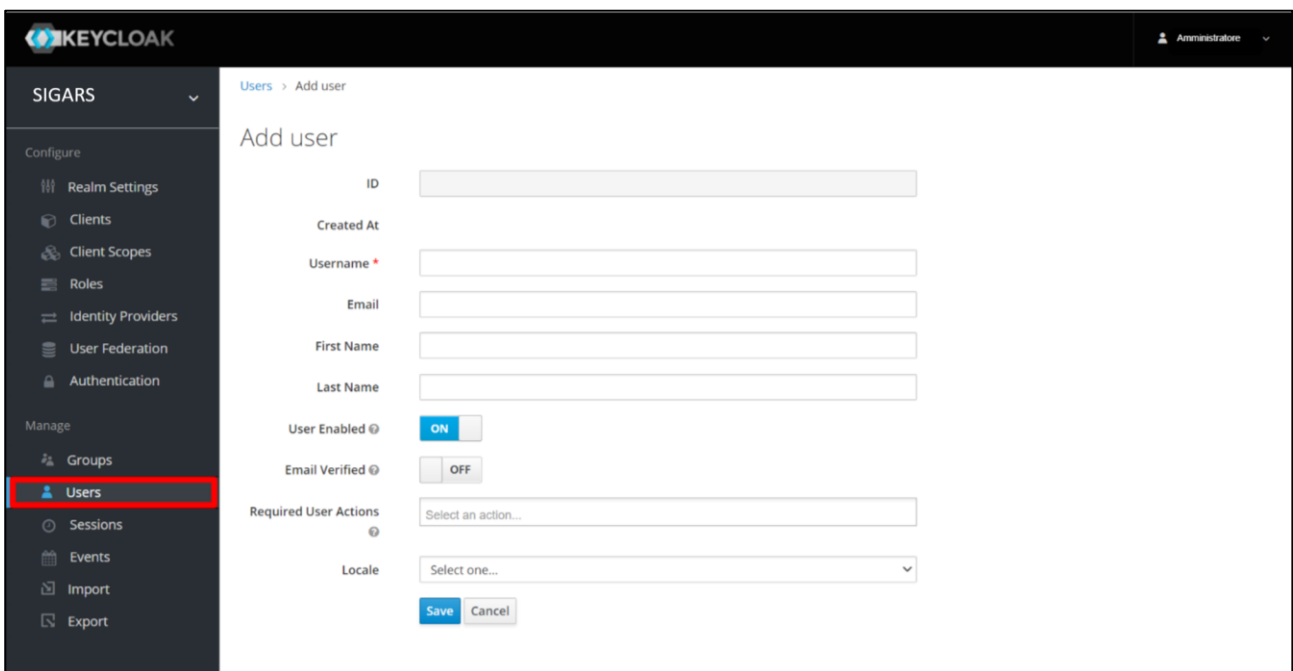 KEYCLOAK
Amministratore
SIGARS
Users > Add user
Add user
Configure
Realm Settings
Clients
Client Scopes
Roles
Identity Providers
User Federation
Authentication
Manage
Groups
Users
Sessions
Events
Import
Export
ID
Created At
Username *
Email
First Name
Last Name
User Enabled
ON
Email Verified
OFF
Required User Actions
Select an action...
Locale
Select one...
Save Cancel